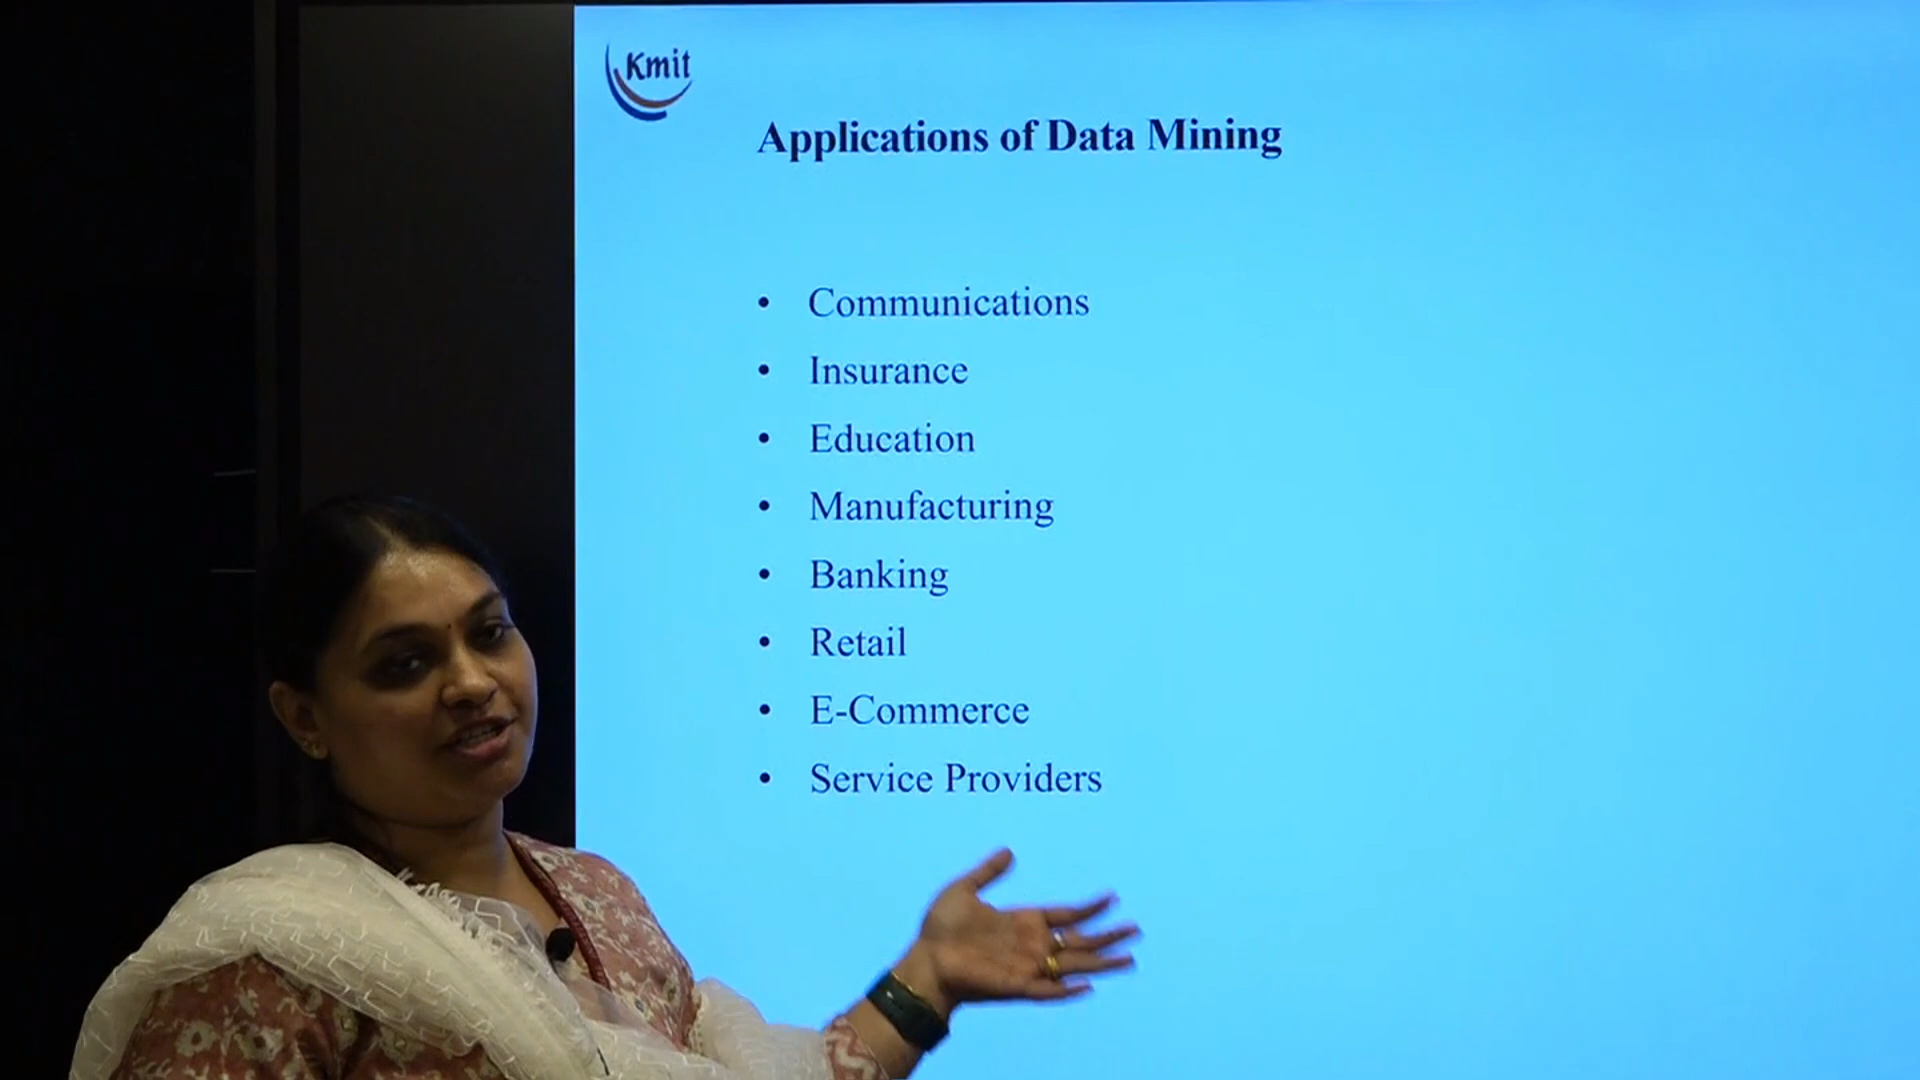 Kmit
Applications of Data Mining
• Communications
• Insurance
• Education
• Manufacturing
• Banking
• Retail
• E-Commerce
• Service Providers